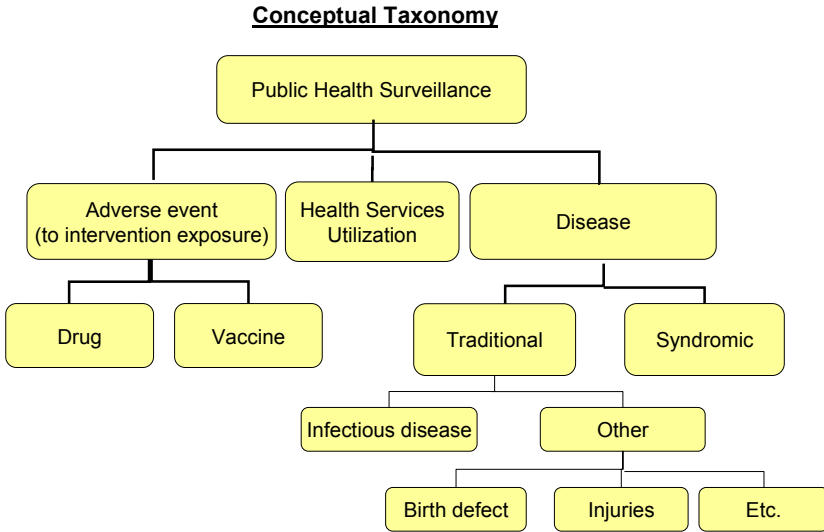 Conceptual Taxonomy
Public Health Surveillance
Adverse event
(to intervention exposure)
Health Services
Utilization
Disease
Drug
Vaccine
Traditional
Syndromic
Infectious disease
Other
Birth defect
Injuries
Etc.